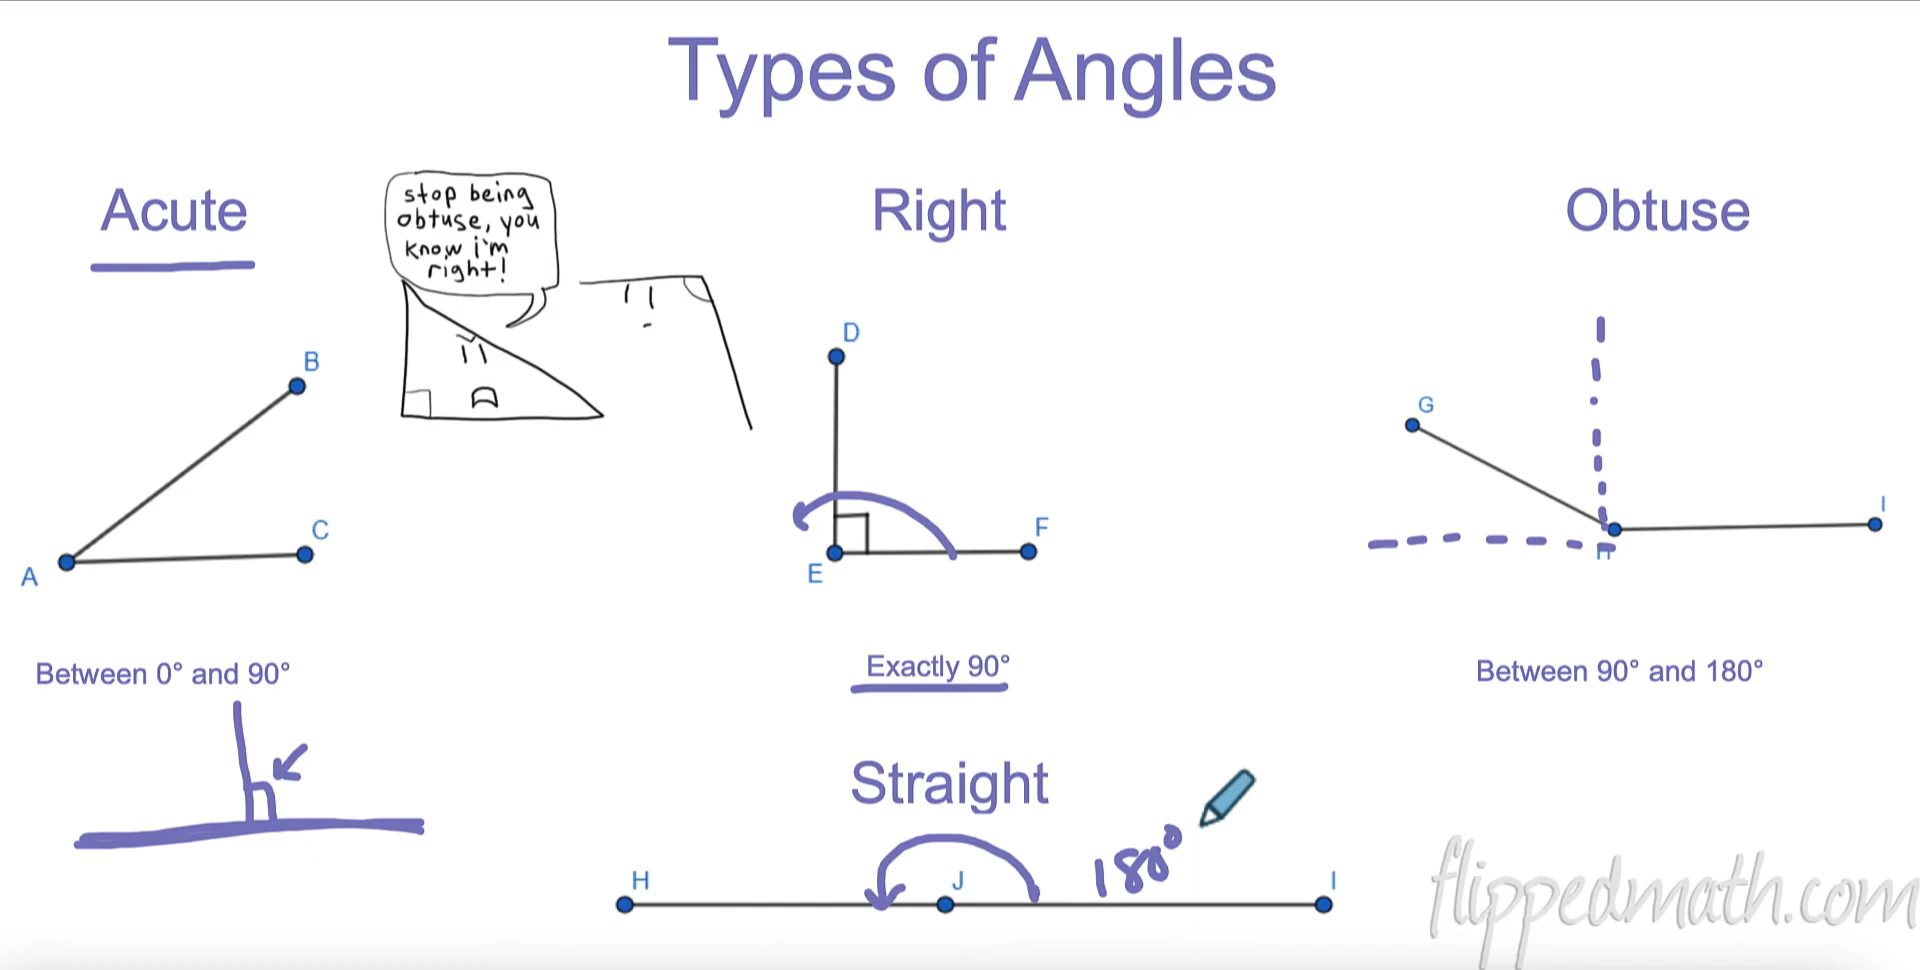 Types of Angles
Acute
stop being
obtuse, you
know i'm
right!
Right
Obtuse
B
C
A
D
F
E
G
I
H
Between 0° and 90°
Exactly 90°
Between 90° and 180°
Straight
180°
H
J
I
flippedmath.com